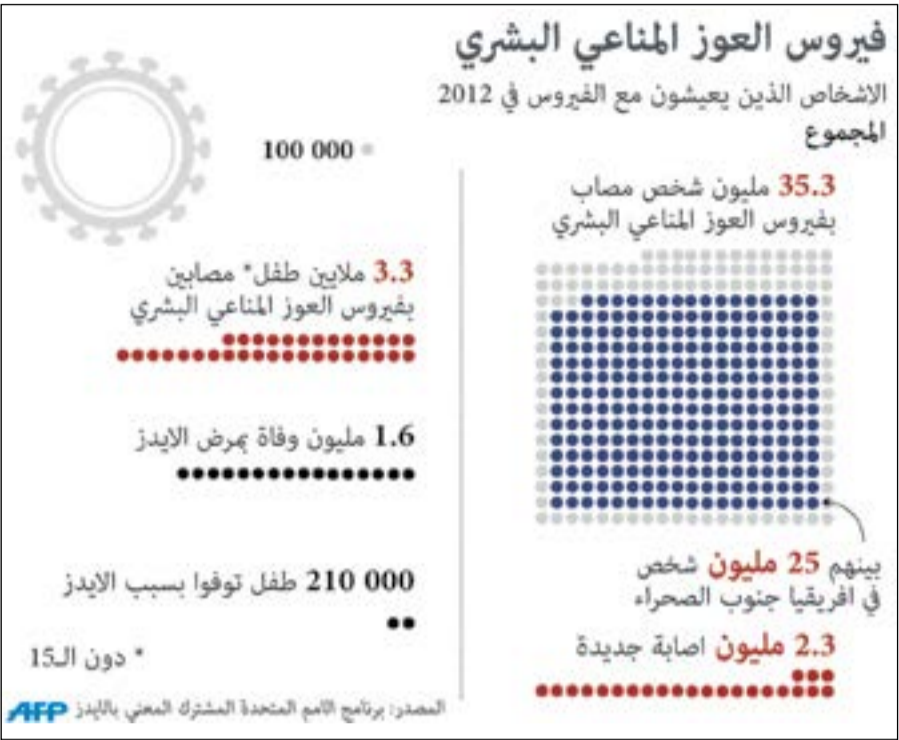 فيروس العوز المناعي البشري
الاشخاص الذين يعيشون مع الفيروس في 2012
المجموع
35.3 مليون شخص مصاب
بفيروس العوز المناعي البشري
بينهم 25 مليون شخص
في افريقيا جنوب الصحراء
2.3 مليون اصابة جديدة
100 000
3.3 ملايين طفل* مصابين
بفيروس العوز المناعي البشري
1.6 مليون وفاة بمرض الايدز
210 000 طفل توفوا بسبب الايدز
* دون الـ15
المصدر: برنامج الامم المتحدة المشترك المعني بالايدز AFP